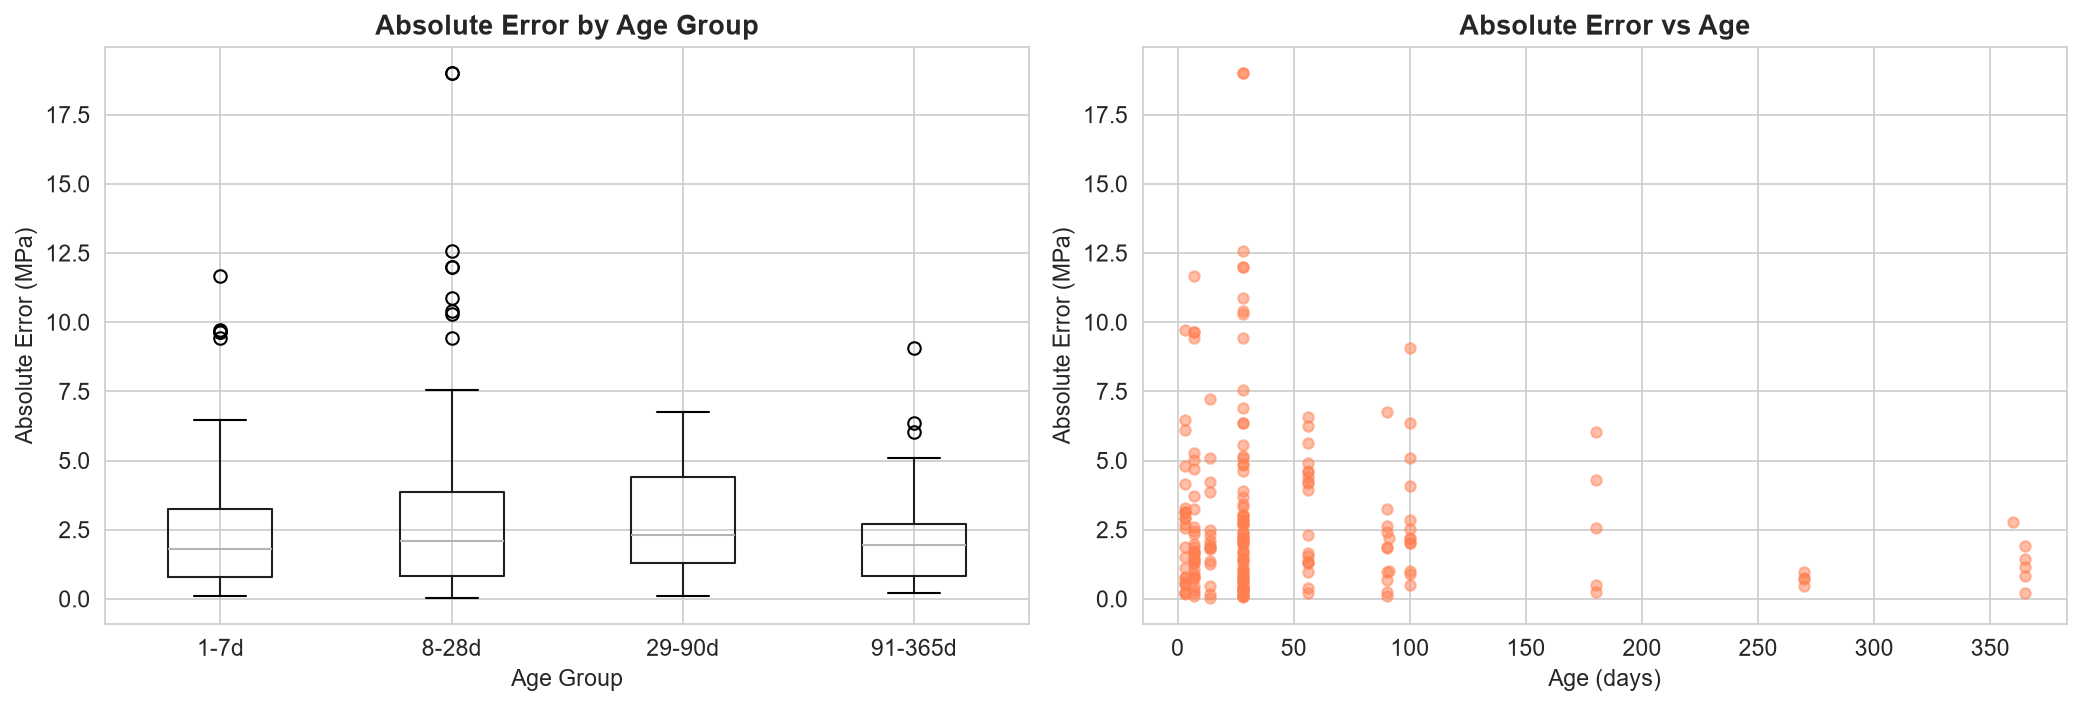 Absolute Error by Age Group
Absolute Error (MPa)
17.5
15.0
12.5
10.0
7.5
5.0
2.5
0.0
1-7d 8-28d 29-90d 91-365d
Age Group
Absolute Error vs Age
Absolute Error (MPa)
17.5
15.0
12.5
10.0
7.5
5.0
2.5
0.0
0 50 100 150 200 250 300 350
Age (days)